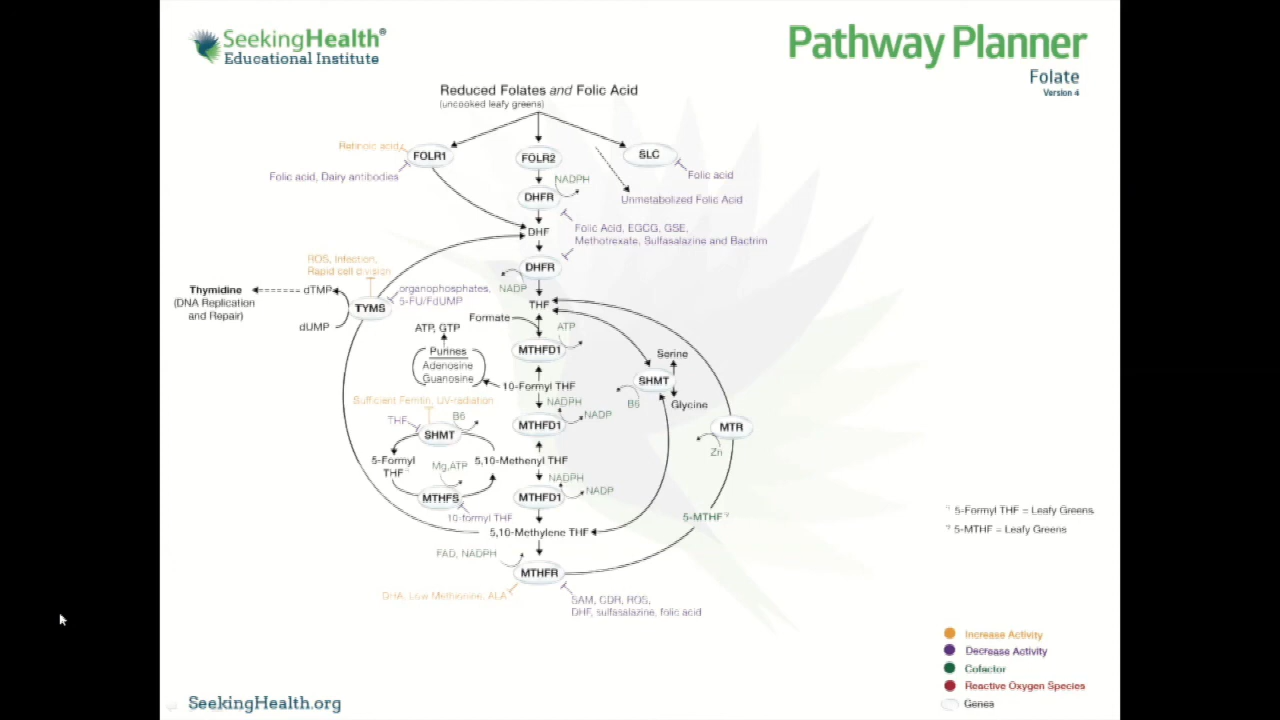 SeekingHealth®
Educational Institute
Pathway Planner
Folate
Version 4
Reduced Folates and Folic Acid
(uncooked leafy greens)
Retinoic acid
FOLR1
FOLR2
SLC
Folic acid, Dairy antibodies
Folic acid
NADPH
DHFR
Unmetabolized Folic Acid
DHF
Folic Acid, EGCG, GSE,
Methotrexate, Sulfasalazine and Bactrim
ROS, Infection,
Rapid cell division
DHFR
NADP
Thymidine
(DNA Replication
and Repair)
dTMP
TYMS
dUMP
organophosphates,
5-FU/FdUMP
THF
Formate
ATP
ATP, GTP
Purines
Adenosine
Guanosine
MTHFD1
10-Formyl THF
Serine
SHMT
B6
Glycine
NADPH
NADP
MTHFD1
MTR
Zn
Sufficient Ferritin, UV-radiation
THF
B6
SHMT
5-Formyl
THF
Mg,ATP
5,10-Methenyl THF
MTHFS
10-formyl THF
NADPH
NADP
MTHFD1
5-MTHF
5,10-Methylene THF
FAD, NADPH
MTHFR
DHA, Low Methionine, ALA
SAM, CDR, ROS,
DHF, sulfasalazine, folic acid
5-Formyl THF = Leafy Greens
5-MTHF = Leafy Greens
Increase Activity
Decrease Activity
Cofactor
Reactive Oxygen Species
Genes
SeekingHealth.org